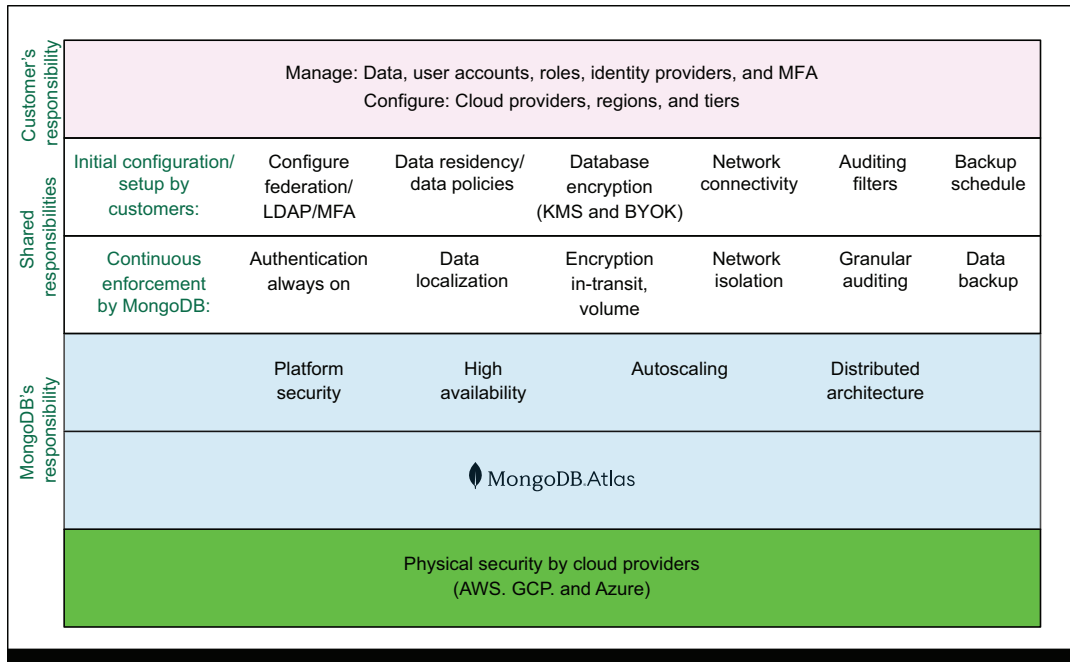 Customer's
responsibility
Manage: Data, user accounts, roles, identity providers, and MFA
Configure: Cloud providers, regions, and tiers
Shared
responsibilities
Initial configuration/
setup by
customers:
Configure
federation/
LDAP/MFA
Data residency/
data policies
Database
encryption
(KMS and BYOK)
Network
connectivity
Auditing
filters
Backup
schedule
Continuous
enforcement
by MongoDB:
Authentication
always on
Data
localization
Encryption
in-transit,
volume
Network
isolation
Granular
auditing
Data
backup
MongoDB's
responsibility
Platform
security
High
availability
Autoscaling
Distributed
architecture
MongoDB.Atlas
Physical security by cloud providers
(AWS. GCP. and Azure)